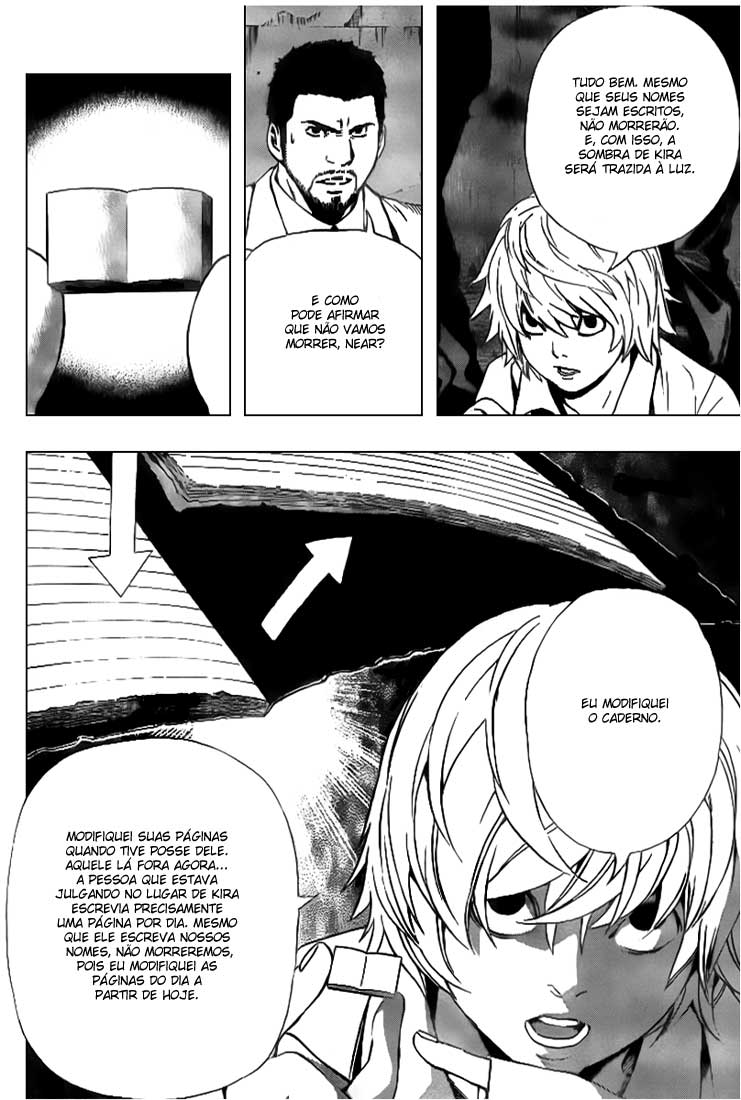 TUDO BEM. MESMO
QUE SEUS NOMES
SEJAM ESCRITOS,
NÃO MORRERÃO.
E, COM ISSO, A
SOMBRA DE KIRA
SERÁ TRAZIDA À LUZ.
E COMO
PODE AFIRMAR
QUE NÃO VAMOS
MORRER, NEAR?
EU MODIFIQUEI
O CADERNO.
MODIFIQUEI SUAS PÁGINAS
QUANDO TIVE POSSE DELE.
AQUELE LÁ FORA AGORA...
A PESSOA QUE ESTAVA
JULGANDO NO LUGAR DE KIRA
ESCREVIA PRECISAMENTE
UMA PÁGINA POR DIA. MESMO
QUE ELE ESCREVA NOSSOS
NOMES, NÃO MORREREMOS,
POIS EU MODIFIQUEI AS
PÁGINAS DO DIA A
PARTIR DE HOJE.